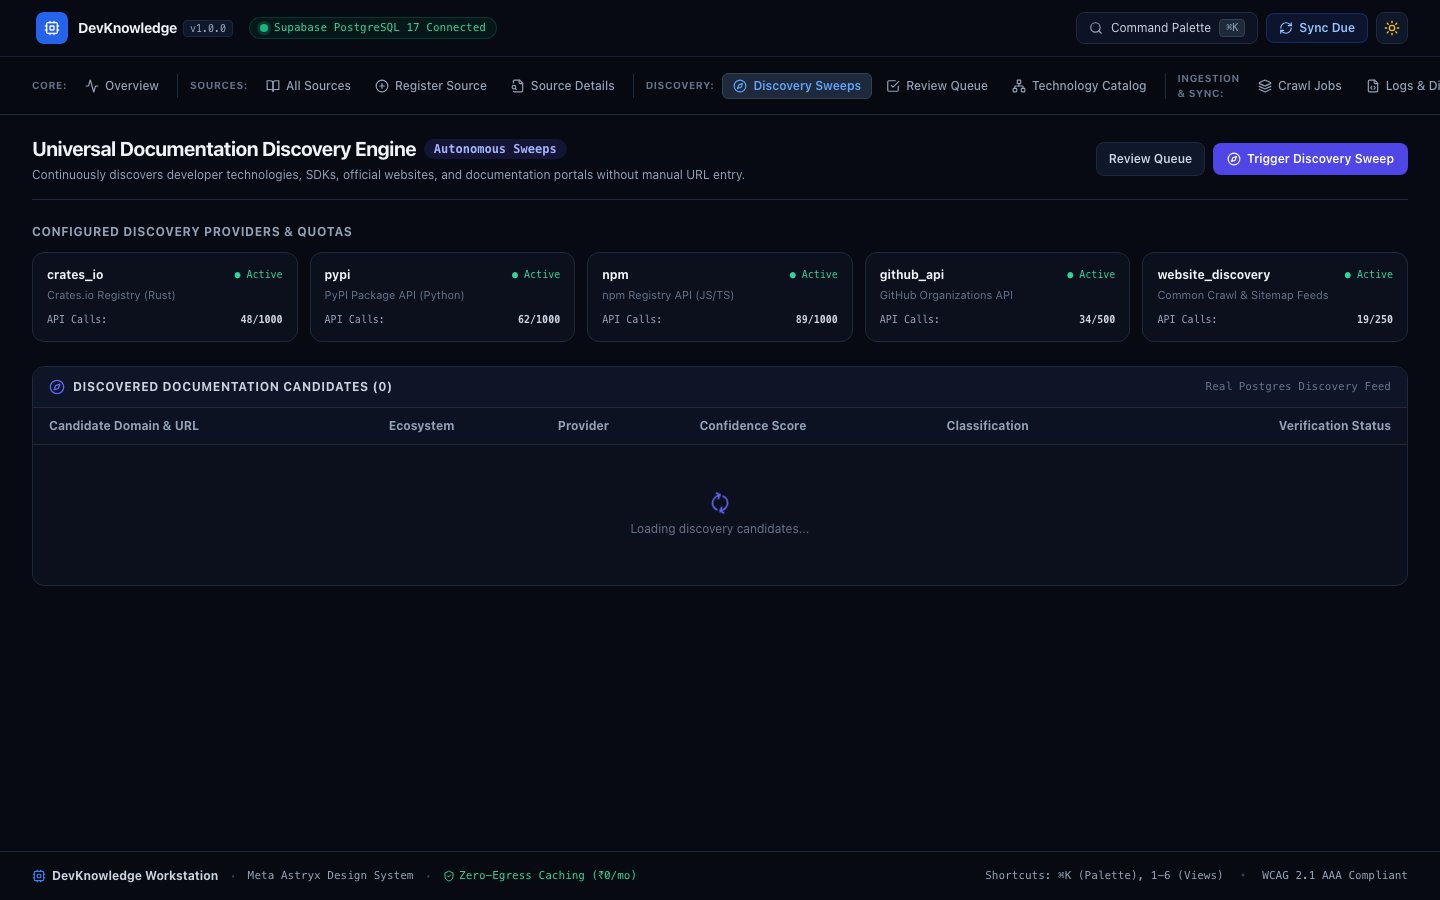 DevKnowledge v1.0.0 Supabase PostgreSQL 17 Connected Command Palette ⌘K Sync Due
CORE: Overview SOURCES: All Sources Register Source Source Details DISCOVERY: Discovery Sweeps Review Queue Technology Catalog INGESTION & SYNC: Crawl Jobs Logs & Di
Universal Documentation Discovery Engine Autonomous Sweeps
Continuously discovers developer technologies, SDKs, official websites, and documentation portals without manual URL entry.
Review Queue Trigger Discovery Sweep
CONFIGURED DISCOVERY PROVIDERS & QUOTAS
crates_io ● Active
Crates.io Registry (Rust)
API Calls: 48/1000
pypi ● Active
PyPI Package API (Python)
API Calls: 62/1000
npm ● Active
npm Registry API (JS/TS)
API Calls: 89/1000
github_api ● Active
GitHub Organizations API
API Calls: 34/500
website_discovery ● Active
Common Crawl & Sitemap Feeds
API Calls: 19/250
DISCOVERED DOCUMENTATION CANDIDATES (0) Real Postgres Discovery Feed
Candidate Domain & URL Ecosystem Provider Confidence Score Classification Verification Status
Loading discovery candidates...
DevKnowledge Workstation • Meta Astryx Design System • Zero-Egress Caching (₹0/mo) Shortcuts: ⌘K (Palette), 1-6 (Views) • WCAG 2.1 AAA Compliant